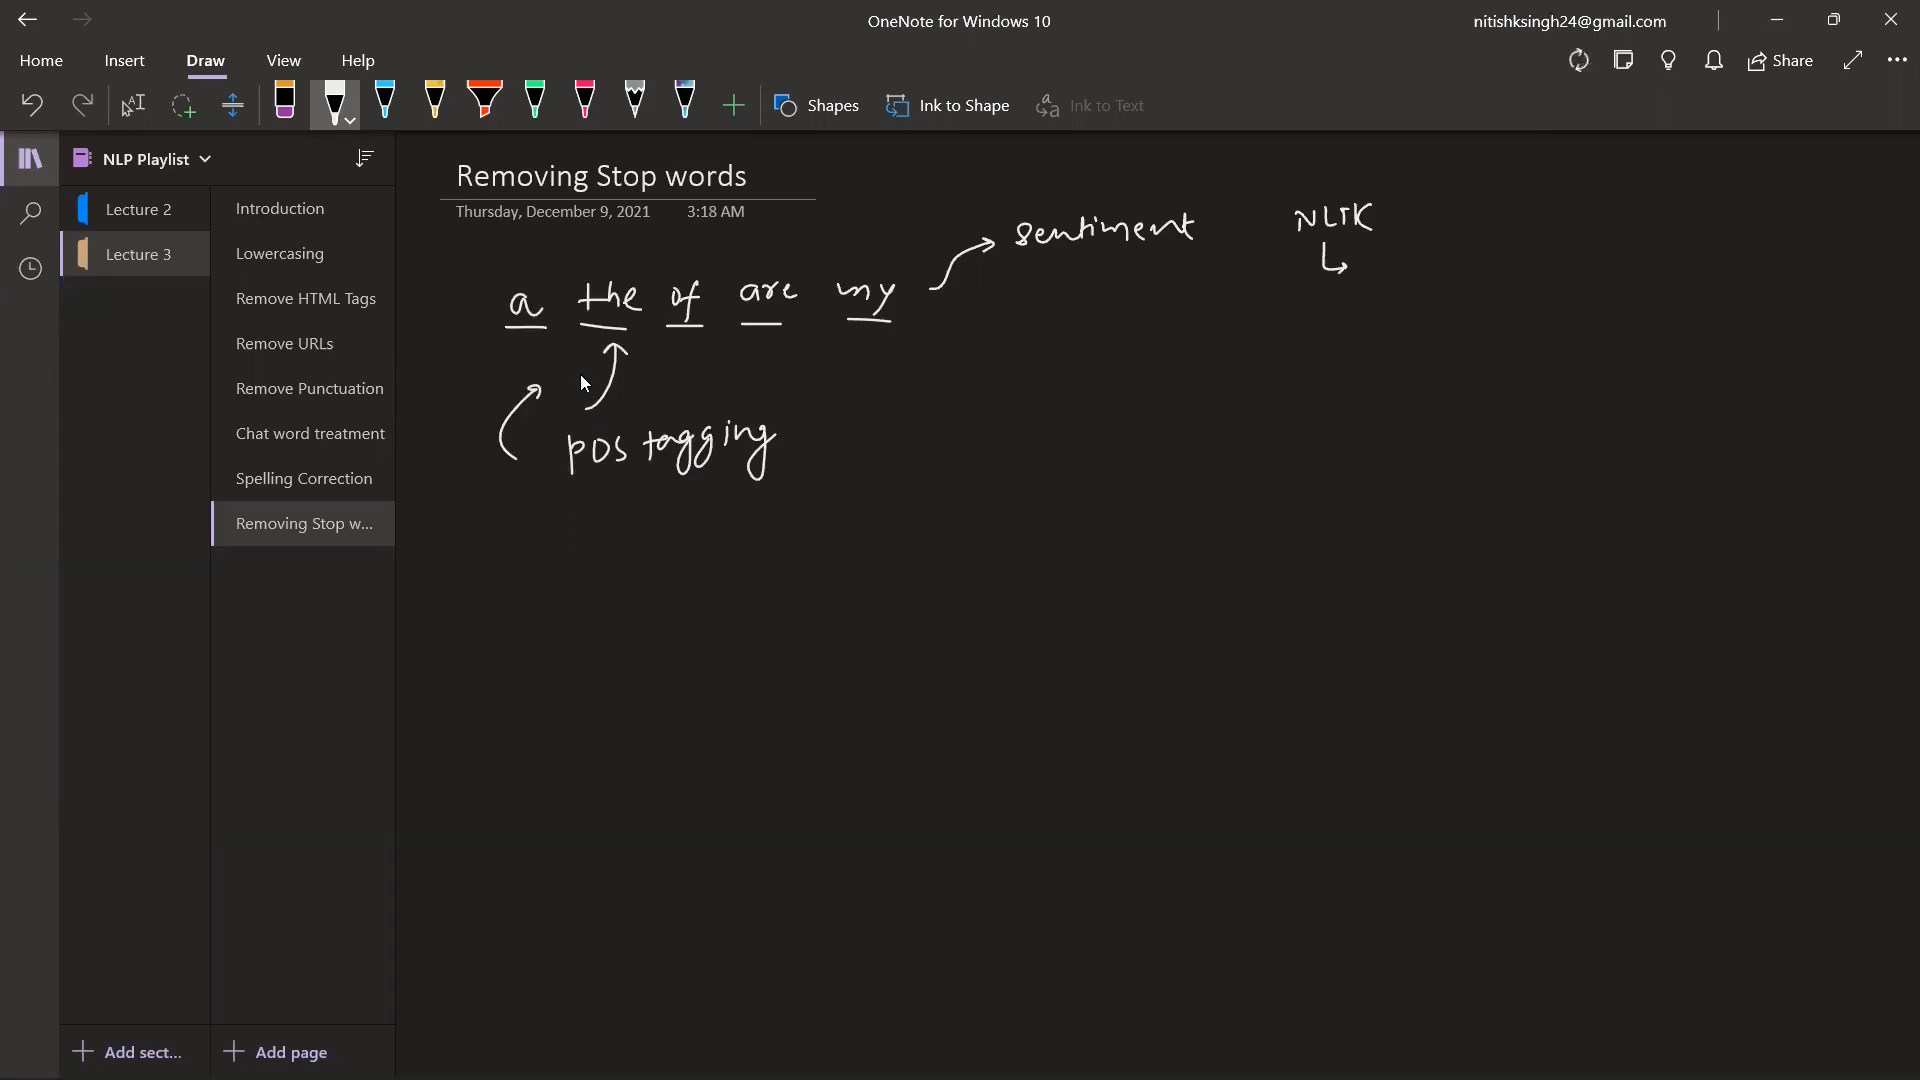 OneNote for Windows 10
nitishksingh24@gmail.com
Home Insert Draw View Help
Share
Shapes Ink to Shape Ink to Text
NLP Playlist
Lecture 2
Lecture 3
Introduction
Lowercasing
Remove HTML Tags
Remove URLs
Remove Punctuation
Chat word treatment
Spelling Correction
Removing Stop w...
Add sect...
Add page
Removing Stop words
Thursday, December 9, 2021 3:18 AM
sentiment NLTK
a the of are my
POS tagging